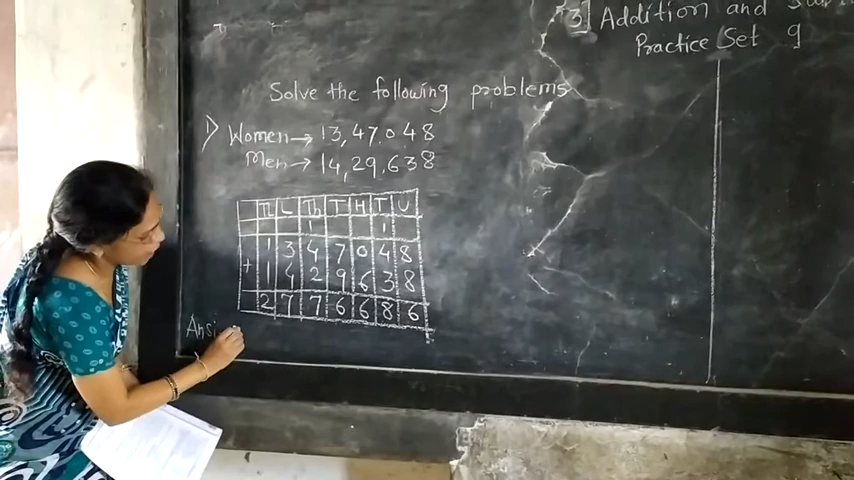 3] Addition and
Practice Set 9
Solve the following problems
1) Women → 13,47,048
Men → 14,29,638
L Th T H T U
1 1
1 3 4 7 0 4 8
+ 1 4 2 9 6 3 8
2 7 7 6 6 8 6
Ans